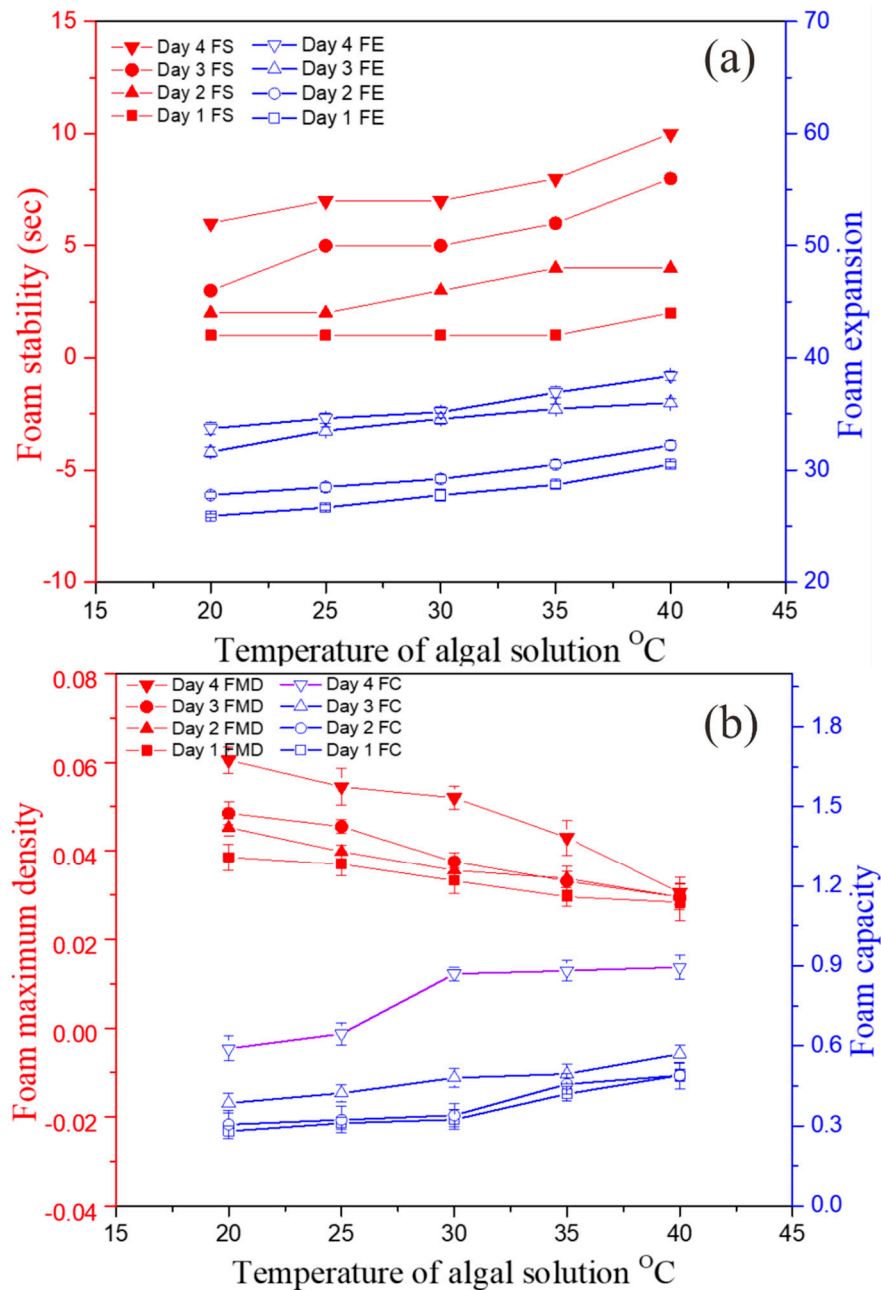 15
10
5
0
-5
-10
Foam stability (sec)
Day 4 FS
Day 3 FS
Day 2 FS
Day 1 FS
Day 4 FE
Day 3 FE
Day 2 FE
Day 1 FE
(a)
70
60
50
40
30
20
Foam expansion
15 20 25 30 35 40 45
Temperature of algal solution ᴼC
0.08
0.06
0.04
0.02
0.00
-0.02
-0.04
Foam maximum density
Day 4 FMD
Day 3 FMD
Day 2 FMD
Day 1 FMD
Day 4 FC
Day 3 FC
Day 2 FC
Day 1 FC
(b)
1.8
1.5
1.2
0.9
0.6
0.3
0.0
Foam capacity
15 20 25 30 35 40 45
Temperature of algal solution ᴼC